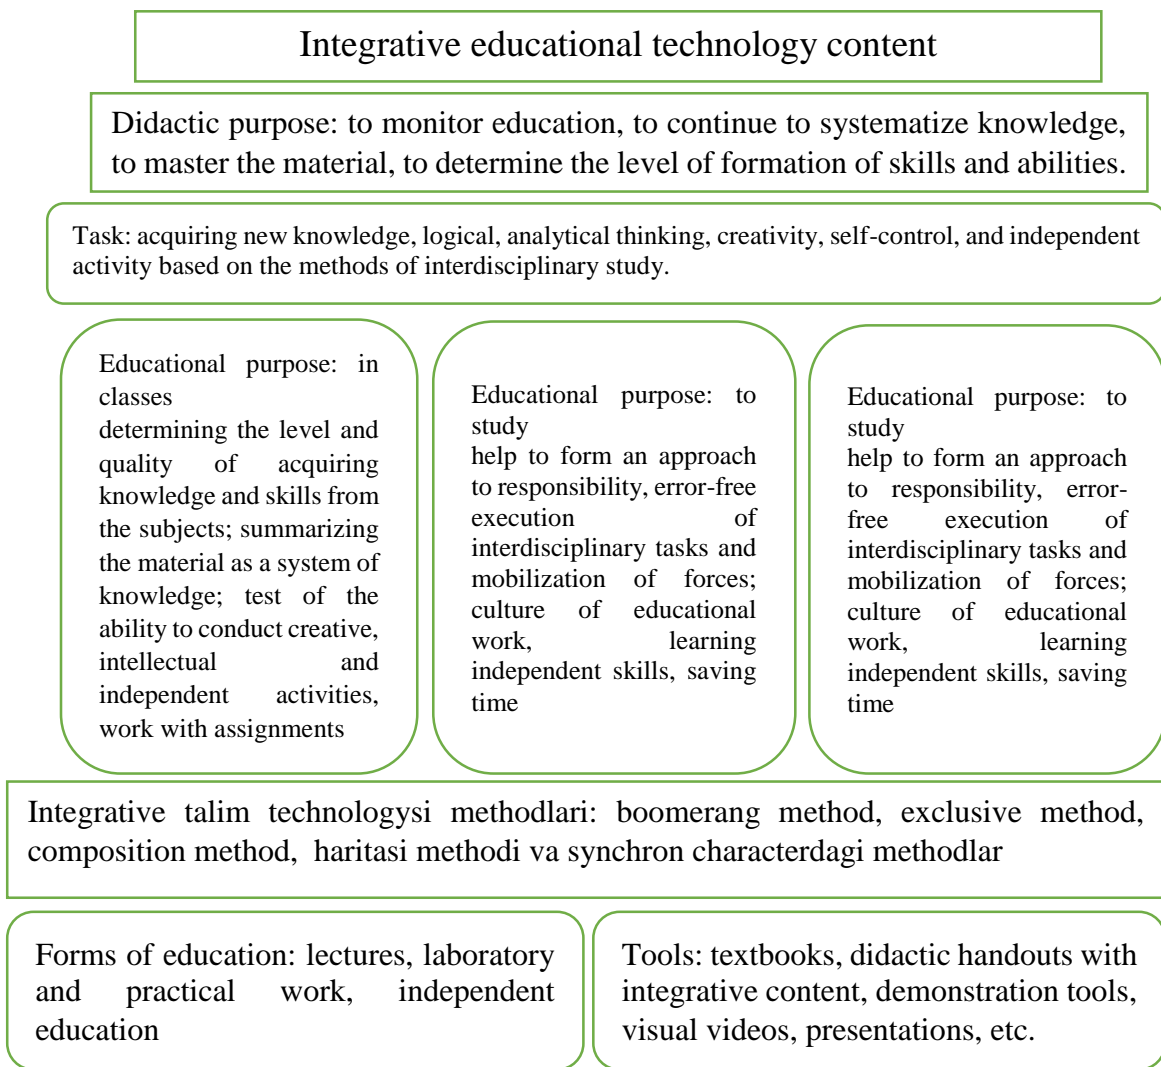 Integrative educational technology content
Didactic purpose: to monitor education, to continue to systematize knowledge,
to master the material, to determine the level of formation of skills and abilities.
Task: acquiring new knowledge, logical, analytical thinking, creativity, self-control, and independent
activity based on the methods of interdisciplinary study.
Educational purpose: in
classes
determining the level and
quality of acquiring
knowledge and skills from
the subjects; summarizing
the material as a system of
knowledge; test of the
ability to conduct creative,
intellectual and
independent activities,
work with assignments
Educational purpose: to
study
help to form an approach
to responsibility, error-free
execution of
interdisciplinary tasks and
mobilization of forces;
culture of educational
work, learning
independent skills, saving
time
Educational purpose: to
study
help to form an approach
to responsibility, error-
free execution of
interdisciplinary tasks and
mobilization of forces;
culture of educational
work, learning
independent skills, saving
time
Integrative talim technologysi methodlari: boomerang method, exclusive method,
composition method, haritasi methodi va synchron characterdagi methodlar
Forms of education: lectures, laboratory
and practical work, independent
education
Tools: textbooks, didactic handouts with
integrative content, demonstration tools,
visual videos, presentations, etc.